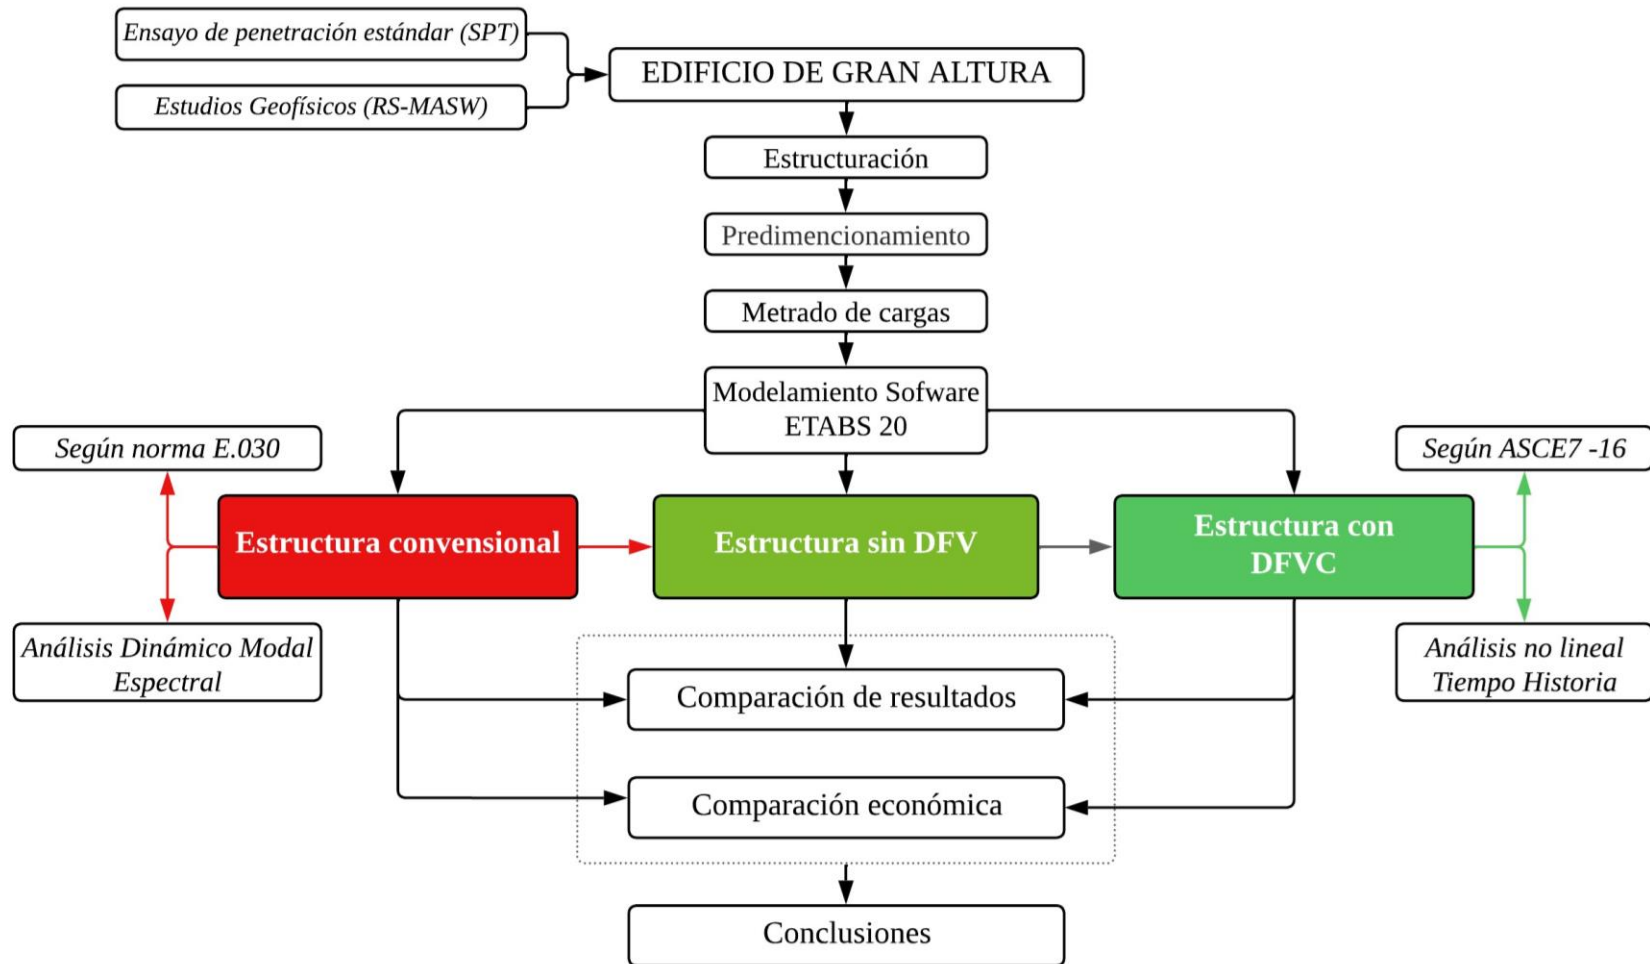 Ensayo de penetración estándar (SPT)
EDIFICIO DE GRAN ALTURA
Estudios Geofísicos (RS-MASW)
Estructuración
Predimencionamiento
Metrado de cargas
Modelamiento Sofware
ETABS 20
Según norma E.030
Según ASCE7 -16
Estructura convensional
Estructura sin DFV
Estructura con
DFVC
Análisis Dinámico Modal
Espectral
Análisis no lineal
Tiempo Historia
Comparación de resultados
Comparación económica
Conclusiones